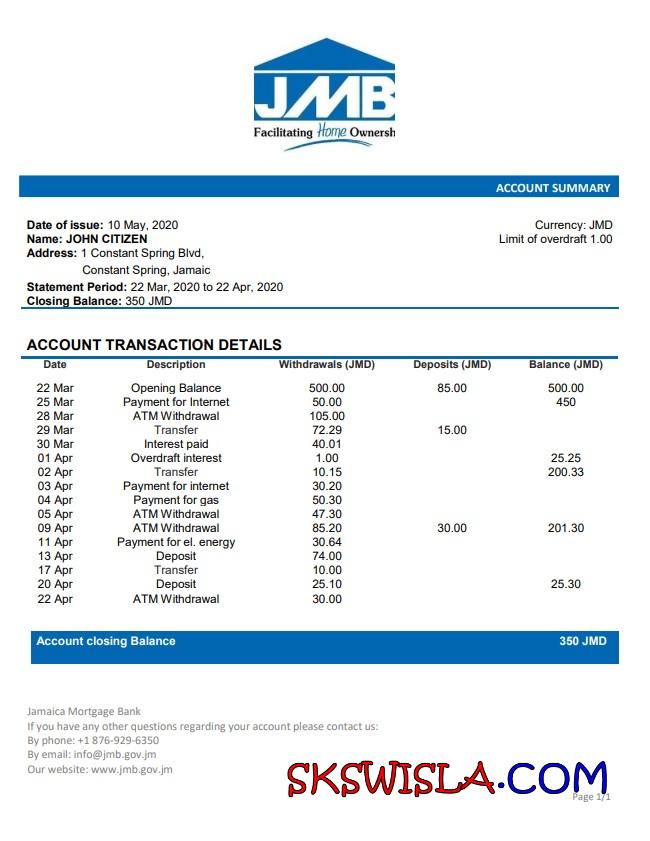 JMB
Facilitating Home Ownersh
ACCOUNT SUMMARY
Date of issue: 10 May, 2020 Currency: JMD
Name: JOHN CITIZEN Limit of overdraft 1.00
Address: 1 Constant Spring Blvd,
Constant Spring, Jamaic
Statement Period: 22 Mar, 2020 to 22 Apr, 2020
Closing Balance: 350 JMD
ACCOUNT TRANSACTION DETAILS
Date Description Withdrawals (JMD) Deposits (JMD) Balance (JMD)
22 Mar Opening Balance 500.00 85.00 500.00
25 Mar Payment for Internet 50.00 450
28 Mar ATM Withdrawal 105.00
29 Mar Transfer 72.29 15.00
30 Mar Interest paid 40.01
01 Apr Overdraft interest 1.00 25.25
02 Apr Transfer 10.15 200.33
03 Apr Payment for internet 30.20
04 Apr Payment for gas 50.30
05 Apr ATM Withdrawal 47.30
09 Apr ATM Withdrawal 85.20 30.00 201.30
11 Apr Payment for el. energy 30.64
13 Apr Deposit 74.00
17 Apr Transfer 10.00
20 Apr Deposit 25.10 25.30
22 Apr ATM Withdrawal 30.00
Account closing Balance 350 JMD
Jamaica Mortgage Bank
If you have any other questions regarding your account please contact us:
By phone: +1 876-929-6350
By email: info@jmb.gov.jm
Our website: www.jmb.gov.jm
SKSWISLA.COM
Page 1/1